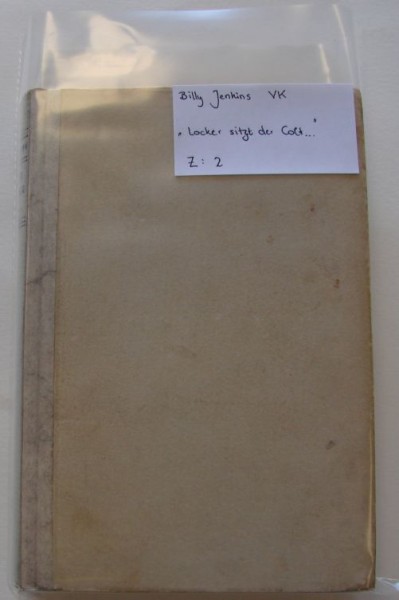 Billy Jenkins VK
„Locker sitzt der Colt..."
Z: 2